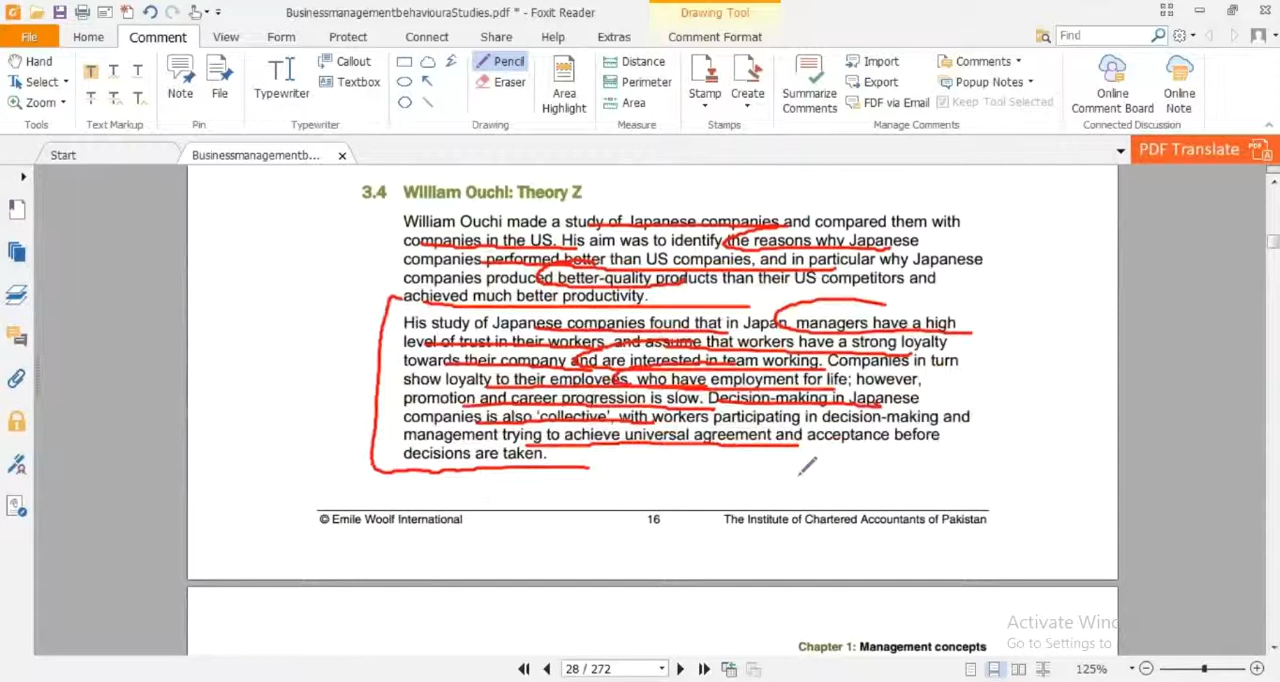 BusinessmanagementbehaviouraStudies.pdf * - Foxit Reader
Drawing Tool
File Home Comment View Form Protect Connect Share Help Extras Comment Format Find
Hand
Select
Zoom
Tools
T T T
T T T
Text Markup
Note
File
Pin
Typewriter
Callout
Textbox
Typewriter
Pencil
Eraser
Drawing
Area
Highlight
Distance
Perimeter
Area
Measure
Stamp
Create
Stamps
Summarize
Comments
Import
Export
FDF via Email
Comments
Popup Notes
Keep Tool Selected
Manage Comments
Online
Comment Board
Online
Note
Connected Discussion
Start
Businessmanagementb...
PDF Translate
3.4 William Ouchi: Theory Z
William Ouchi made a study of Japanese companies and compared them with
companies in the US. His aim was to identify the reasons why Japanese
companies performed better than US companies, and in particular why Japanese
companies produced better-quality products than their US competitors and
achieved much better productivity.
His study of Japanese companies found that in Japan, managers have a high
level of trust in their workers, and assume that workers have a strong loyalty
towards their company and are interested in team working. Companies in turn
show loyalty to their employees, who have employment for life; however,
promotion and career progression is slow. Decision-making in Japanese
companies is also 'collective', with workers participating in decision-making and
management trying to achieve universal agreement and acceptance before
decisions are taken.
© Emile Woolf International 16 The Institute of Chartered Accountants of Pakistan
Activate Wind
Go to Settings to
Chapter 1: Management concepts
28 / 272
125%